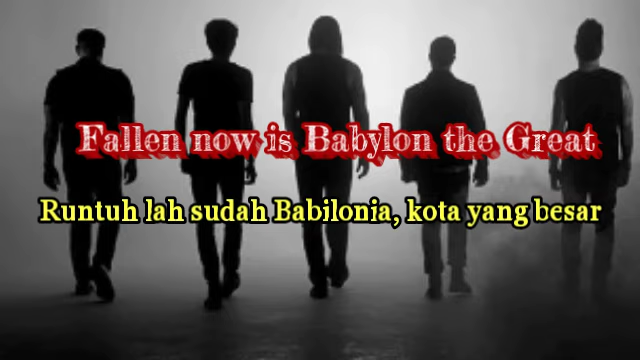 Fallen now is Babylon the Great
Runtuh lah sudah Babilonia, kota yang besar